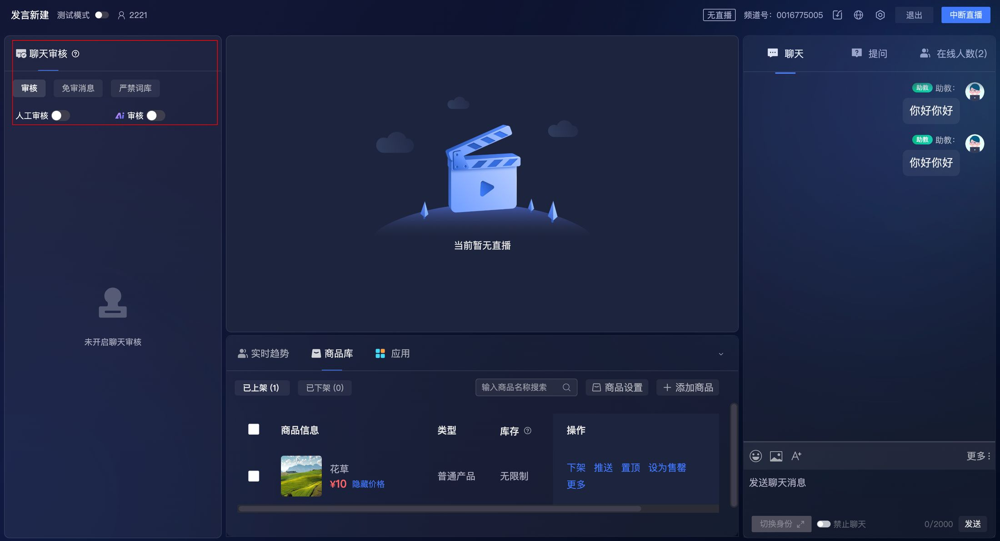 发言新建 测试模式 2221
无直播 频道号：0016775005 退出 中断直播
聊天审核
审核 免审消息 严禁词库
人工审核 Ai 审核
未开启聊天审核
当前暂无直播
实时趋势 商品库 应用
已上架 (1) 已下架 (0) 输入商品名称搜索 商品设置 添加商品
商品信息 类型 库存 操作
花草
¥10 隐藏价格
普通产品 无限制
下架 推送 置顶 设为售罄
更多
聊天 提问 在线人数(2)
助教 助教：
你好你好
助教 助教：
你好你好
更多
发送聊天消息
切换身份 禁止聊天 0/2000 发送